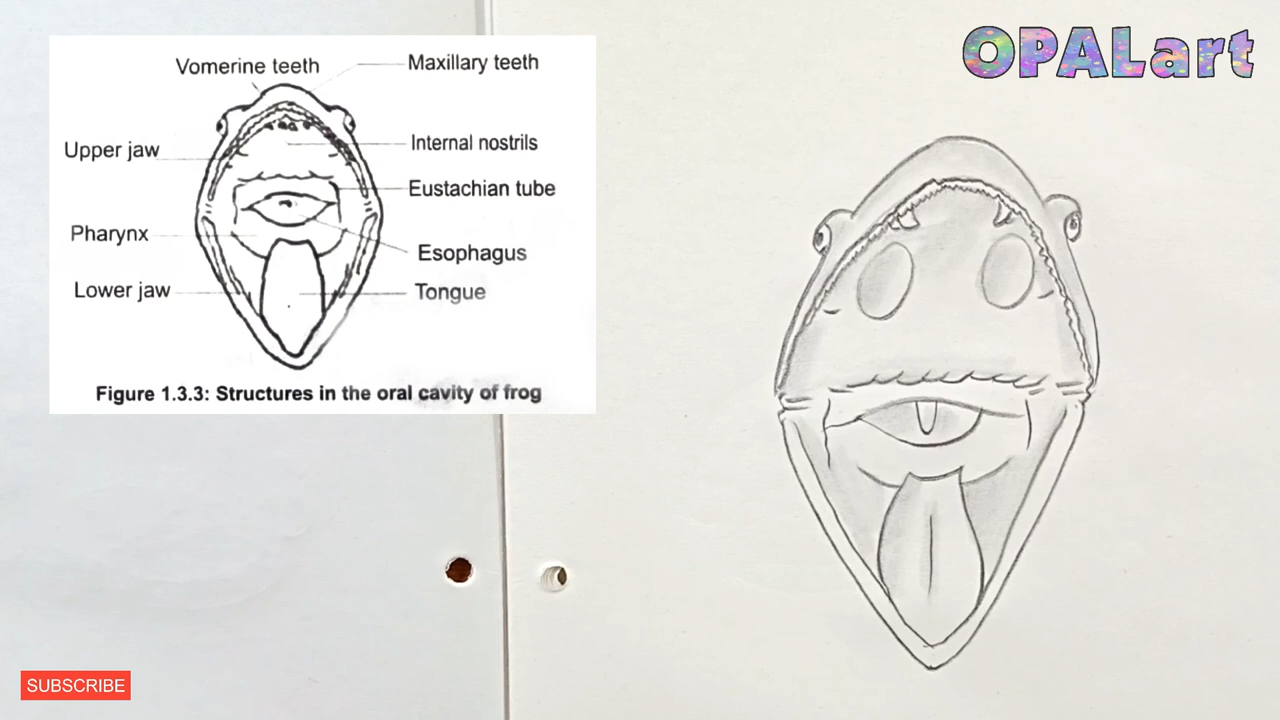 OPALart
Vomerine teeth
Maxillary teeth
Upper jaw
Internal nostrils
Eustachian tube
Pharynx
Esophagus
Lower jaw
Tongue
Figure 1.3.3: Structures in the oral cavity of frog
SUBSCRIBE